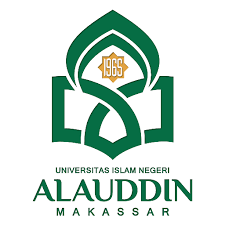 1965
UNIVERSITAS ISLAM NEGERI
ALAUDDIN
MAKASSAR